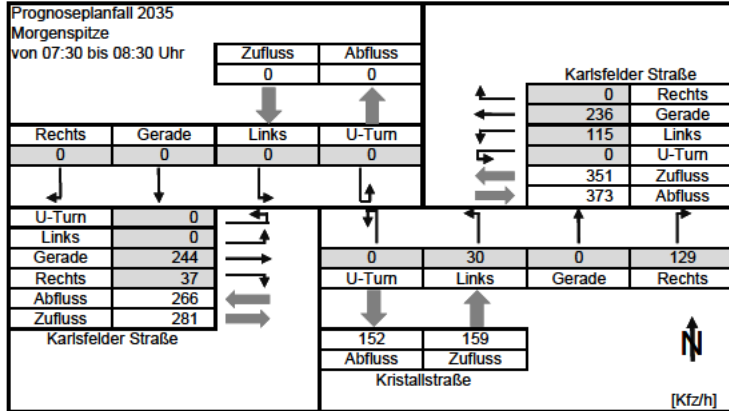 Prognoseplanfall 2035
Morgenspitze
von 07:30 bis 08:30 Uhr
Zufluss Abfluss
0 0
Rechts Gerade Links U-Turn
0 0 0 0
Karlsfelder Straße
0 Rechts
236 Gerade
115 Links
0 U-Turn
351 Zufluss
373 Abfluss
U-Turn 0
Links 0
Gerade 244
Rechts 37
Abfluss 266
Zufluss 281
Karlsfelder Straße
0 30 0 129
U-Turn Links Gerade Rechts
152 159
Abfluss Zufluss
Kristallstraße
N
[Kfz/h]